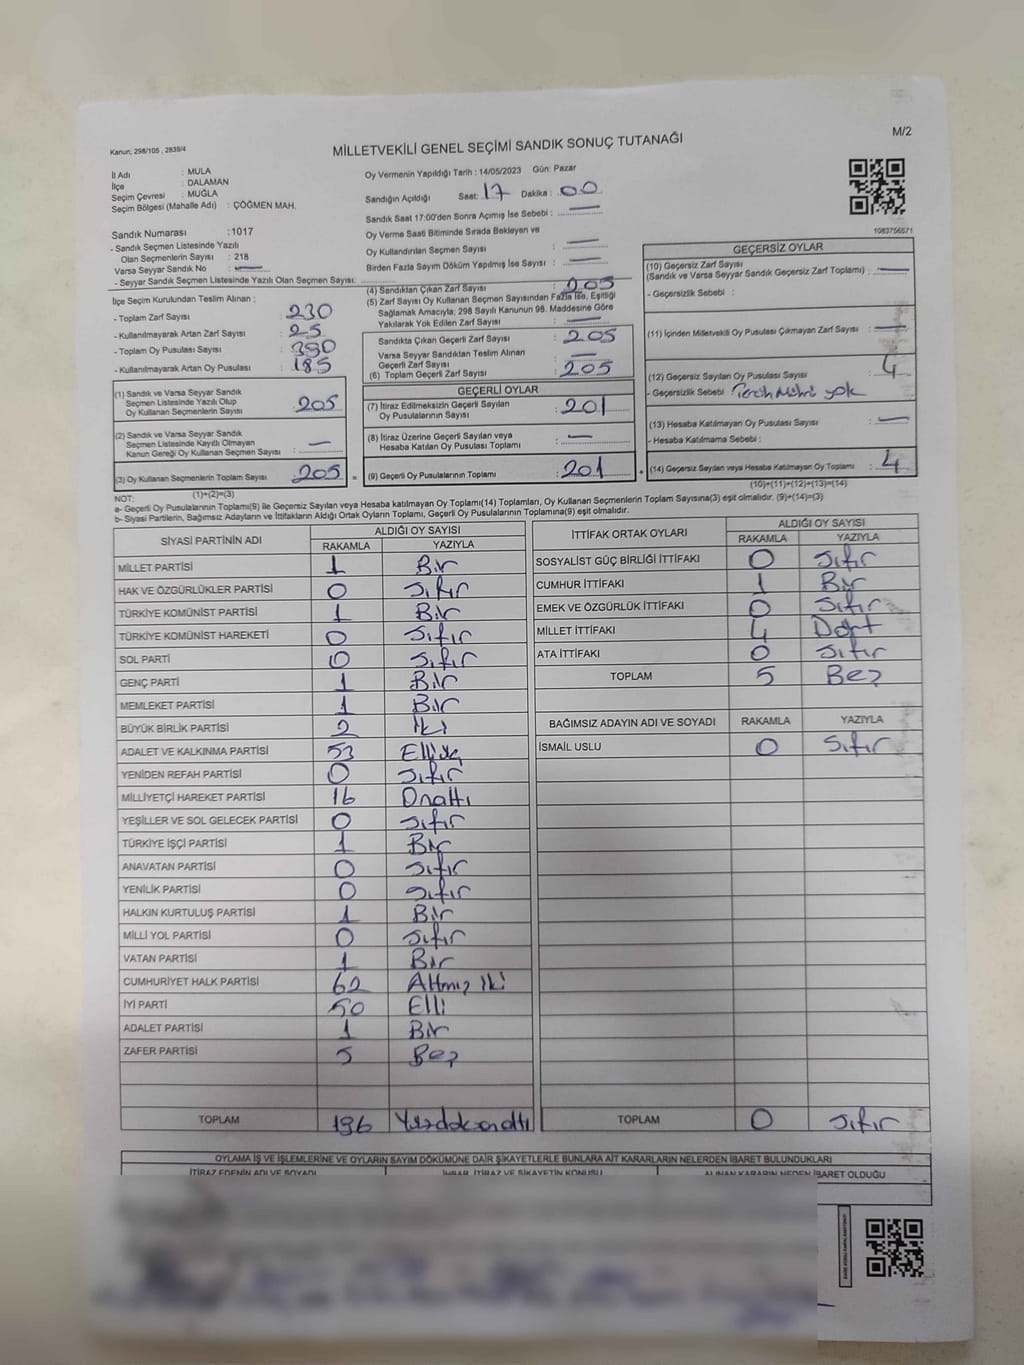 M/2
Kanun; 298/105 , 2839/4
MİLLETVEKİLİ GENEL SEÇİMİ SANDIK SONUÇ TUTANAĞI
İl Adı : MULA
İlçe : DALAMAN
Seçim Çevresi : MUĞLA
Seçim Bölgesi (Mahalle Adı) : ÇÖĞMEN MAH.
Sandık Numarası :1017
- Sandık Seçmen Listesinde Yazılı
Olan Seçmenlerin Sayısı : 218
Varsa Seyyar Sandık No : —
- Seyyar Sandık Seçmen Listesinde Yazılı Olan Seçmen Sayısı:
Oy Vermenin Yapıldığı Tarih : 14/05/2023 Gün: Pazar
Sandığın Açıldığı Saat: 17 Dakika : 00
Sandık Saat 17:00'den Sonra Açımış İse Sebebi : —
Oy Verme Saati Bitiminde Sırada Bekleyen ve
Oy Kullandırılan Seçmen Sayısı : —
Birden Fazla Sayım Döküm Yapılmış İse Sayısı : —
1083756571
İlçe Seçim Kurulundan Teslim Alınan ;
- Toplam Zarf Sayısı : 230
- Kullanılmayarak Artan Zarf Sayısı : 25
- Toplam Oy Pusulası Sayısı : 390
- Kullanılmayarak Artan Oy Pusulası : 185
(4) Sandıktan Çıkan Zarf Sayısı : 205
(5) Zarf Sayısı Oy Kullanan Seçmen Sayısından Fazla İse, Eşitliği
Sağlamak Amacıyla; 298 Sayılı Kanunun 98. Maddesine Göre
Yakılarak Yok Edilen Zarf Sayısı : —
Sandıkta Çıkan Geçerli Zarf Sayısı : 205
Varsa Seyyar Sandıktan Teslim Alınan
Geçerli Zarf Sayısı : —
(6) Toplam Geçerli Zarf Sayısı : 205
GEÇERSİZ OYLAR
(10) Geçersiz Zarf Sayısı
(Sandık ve Varsa Seyyar Sandık Geçersiz Zarf Toplamı) : —
- Geçersizlik Sebebi :
(11) İçinden Milletvekili Oy Pusulası Çıkmayan Zarf Sayısı : —
(12) Geçersiz Sayılan Oy Pusulası Sayısı : 4
- Geçersizlik Sebebi : Tercih Mührü yok
(13) Hesaba Katılmayan Oy Pusulası Sayısı : —
- Hesaba Katılmama Sebebi :
(14) Geçersiz Sayılan veya Hesaba Katılmayan Oy Toplamı : 4
(10)+(11)+(12)+(13)=(14)
(1) Sandık ve Varsa Seyyar Sandık
Seçmen Listesinde Yazılı Olup
Oy Kullanan Seçmenlerin Sayısı : 205
(2) Sandık ve Varsa Seyyar Sandık
Seçmen Listesinde Kayıtlı Olmayan
Kanun Gereği Oy Kullanan Seçmen Sayısı : —
(3) Oy Kullanan Seçmenlerin Toplam Sayısı : 205 =
(1)+(2)=(3)
GEÇERLİ OYLAR
(7) İtiraz Edilmeksizin Geçerli Sayılan
Oy Pusulalarının Sayısı : 201
(8) İtiraz Üzerine Geçerli Sayılan veya
Hesaba Katılan Oy Pusulası Toplamı : —
(9) Geçerli Oy Pusulalarının Toplamı : 201 +
NOT:
a- Geçerli Oy Pusulalarının Toplamı(9) ile Geçersiz Sayılan veya Hesaba katılmayan Oy Toplamı(14) Toplamları, Oy Kullanan Seçmenlerin Toplam Sayısına(3) eşit olmalıdır. (9)+(14)=(3)
b- Siyasi Partilerin, Bağımsız Adayların ve İttifakların Aldığı Ortak Oyların Toplamı, Geçerli Oy Pusulalarının Toplamına(9) eşit olmalıdır.
SİYASİ PARTİNİN ADI ALDIĞI OY SAYISI
RAKAMLA YAZIYLA
MİLLET PARTİSİ 1 Bir
HAK VE ÖZGÜRLÜKLER PARTİSİ 0 Sıfır
TÜRKİYE KOMÜNİST PARTİSİ 1 Bir
TÜRKİYE KOMÜNİST HAREKETİ 0 Sıfır
SOL PARTİ 0 Sıfır
GENÇ PARTİ 1 Bir
MEMLEKET PARTİSİ 1 Bir
BÜYÜK BİRLİK PARTİSİ 2 İki
ADALET VE KALKINMA PARTİSİ 53 Elliüç
YENİDEN REFAH PARTİSİ 0 Sıfır
MİLLİYETÇİ HAREKET PARTİSİ 16 Onaltı
YEŞİLLER VE SOL GELECEK PARTİSİ 0 Sıfır
TÜRKİYE İŞÇİ PARTİSİ 1 Bir
ANAVATAN PARTİSİ 0 Sıfır
YENİLİK PARTİSİ 0 Sıfır
HALKIN KURTULUŞ PARTİSİ 1 Bir
MİLLİ YOL PARTİSİ 0 Sıfır
VATAN PARTİSİ 1 Bir
CUMHURİYET HALK PARTİSİ 62 Altmış iki
İYİ PARTİ 50 Elli
ADALET PARTİSİ 1 Bir
ZAFER PARTİSİ 5 Beş
TOPLAM 196 Yüzdoksanaltı
İTTİFAK ORTAK OYLARI ALDIĞI OY SAYISI
RAKAMLA YAZIYLA
SOSYALİST GÜÇ BİRLİĞİ İTTİFAKI 0 Sıfır
CUMHUR İTTİFAKI 1 Bir
EMEK VE ÖZGÜRLÜK İTTİFAKI 0 Sıfır
MİLLET İTTİFAKI 4 Dört
ATA İTTİFAKI 0 Sıfır
TOPLAM 5 Beş
BAĞIMSIZ ADAYIN ADI VE SOYADI RAKAMLA YAZIYLA
İSMAİL USLU 0 Sıfır
TOPLAM 0 Sıfır
OYLAMA İŞ VE İŞLEMLERİNE VE OYLARIN SAYIM DÖKÜMÜNE DAİR ŞİKAYETLERLE BUNLARA AİT KARARLARIN NELERDEN İBARET BULUNDUKLARI
İTİRAZ EDENİN ADI VE SOYADI İHBAR, İTİRAZ VE ŞİKAYETİN KONUSU ALINAN KARARIN NEDEN İBARET OLDUĞU